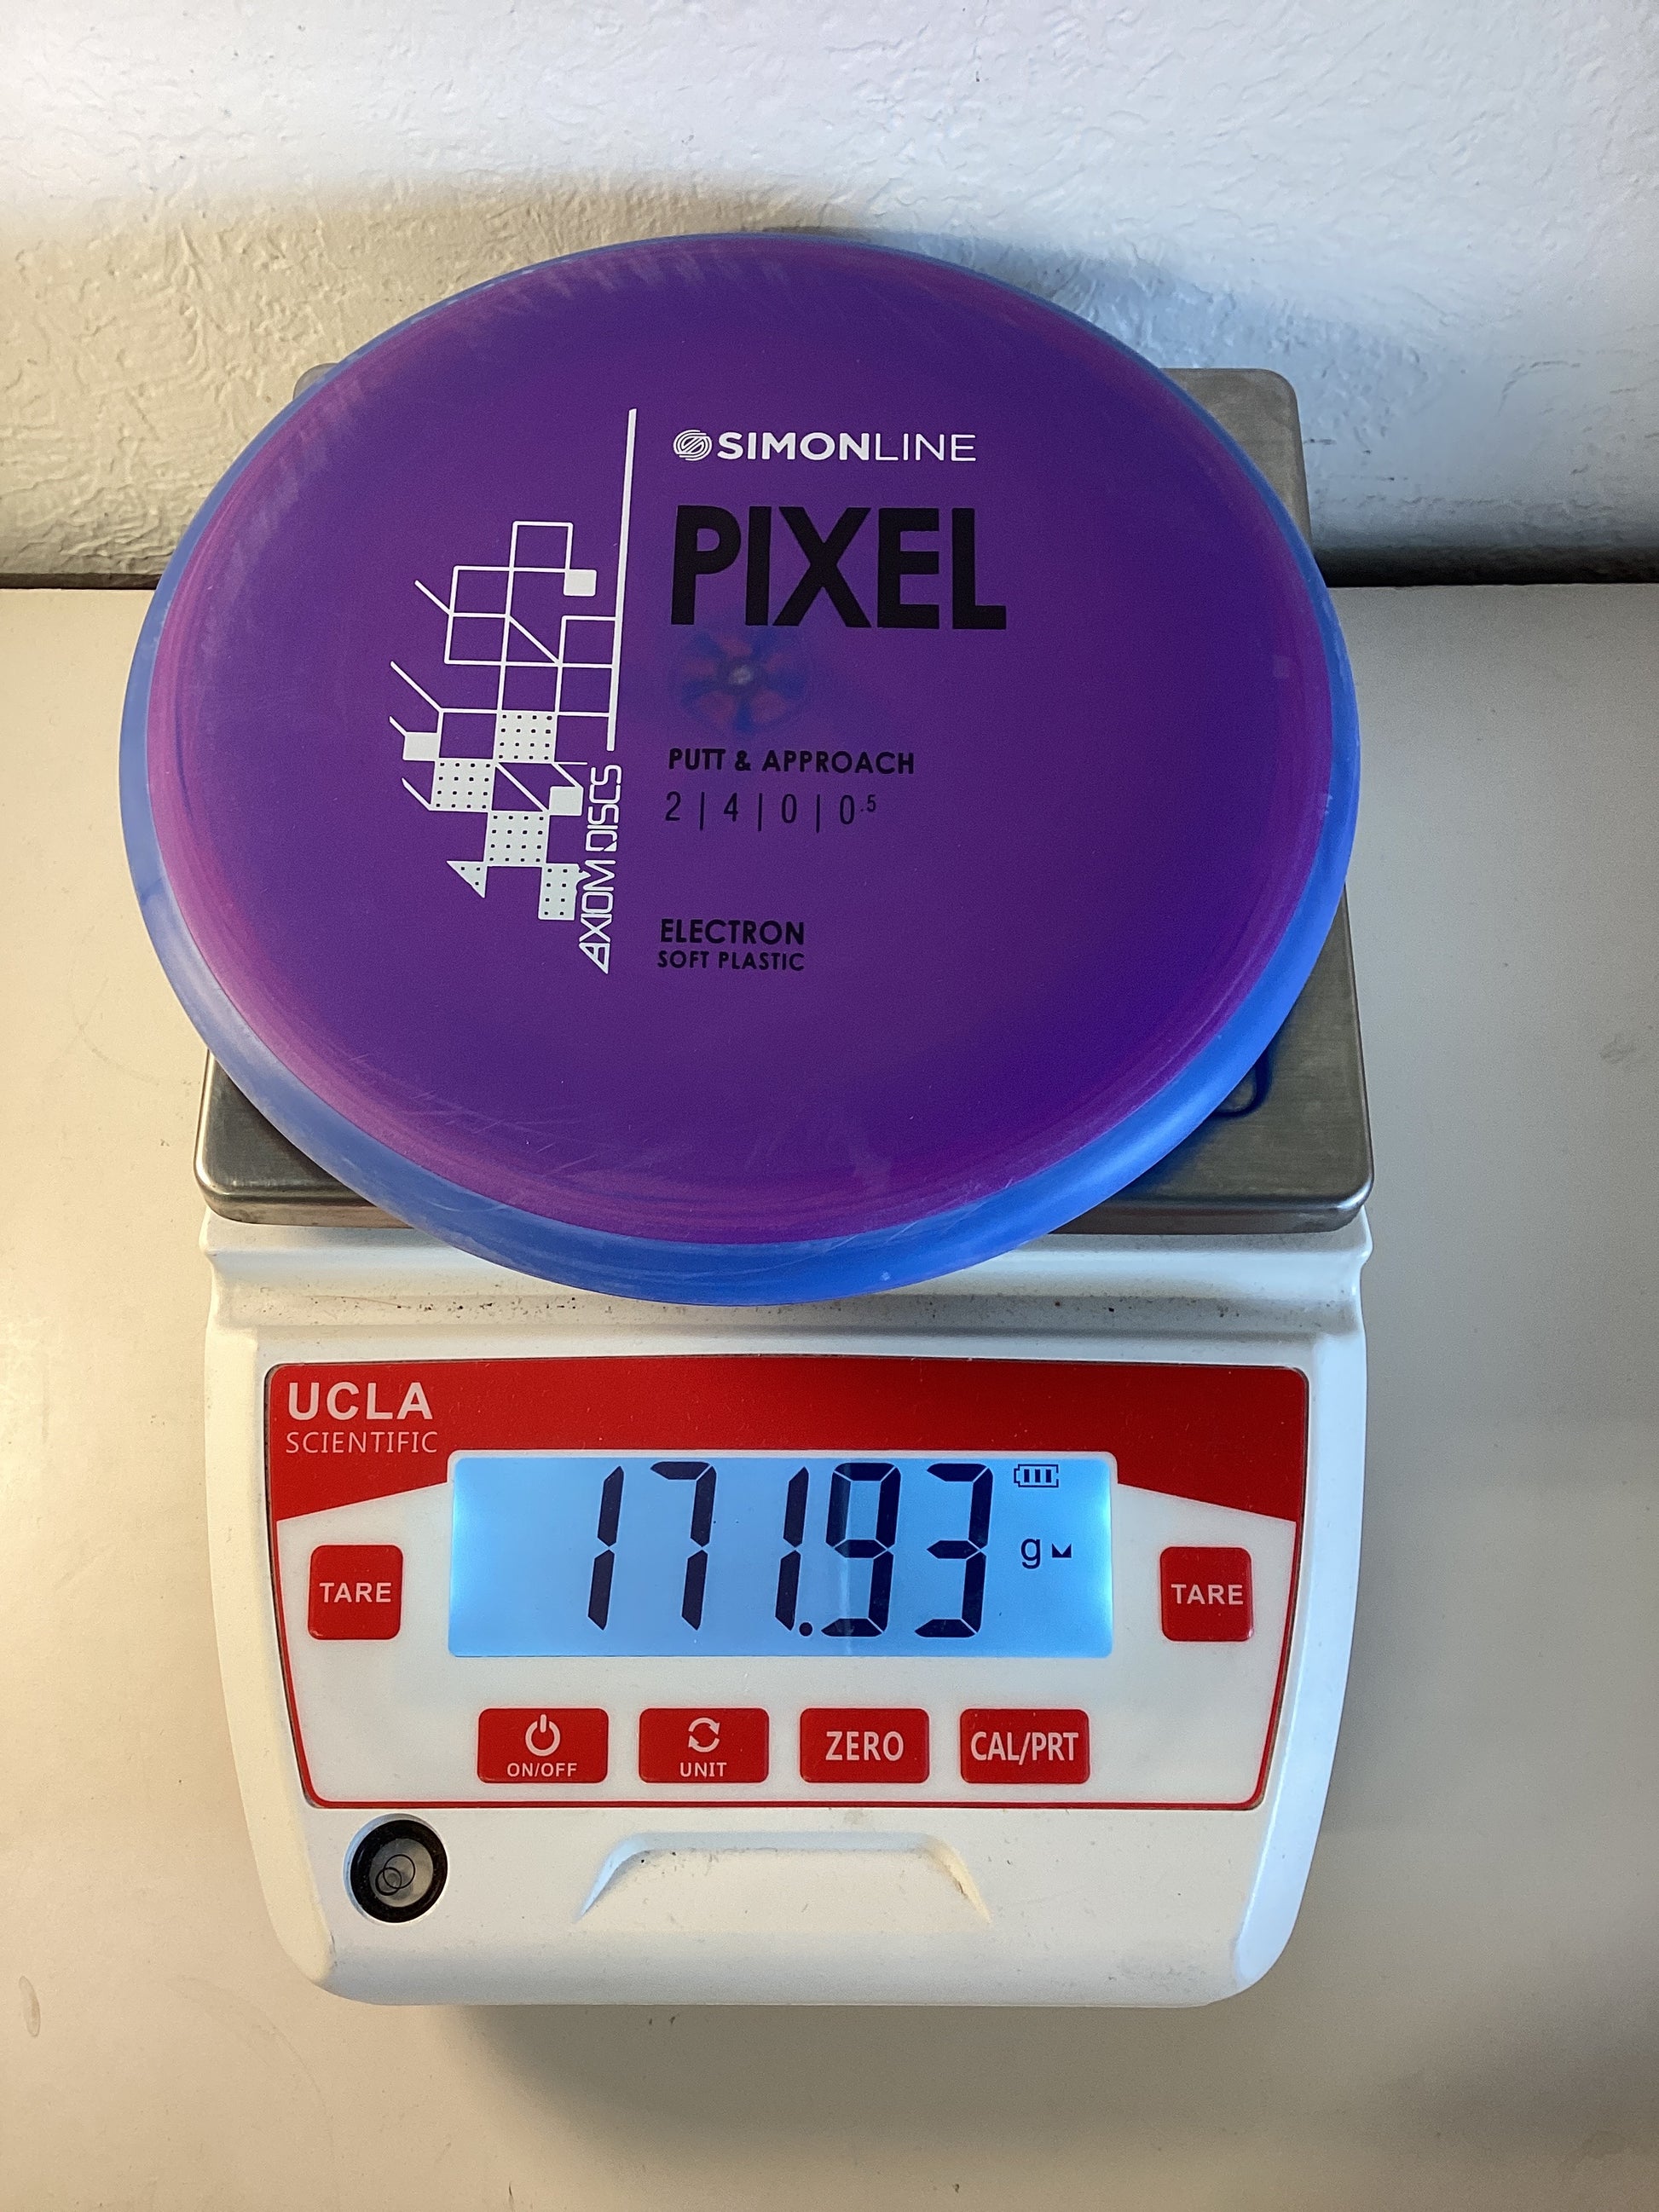 SIMONLINE
PIXEL
PUTT & APPROACH
2 | 4 | 0 | 0.5
AXIOM DISCS
ELECTRON
SOFT PLASTIC
UCLA
SCIENTIFIC
171.93
g
TARE
TARE
ON/OFF
UNIT
ZERO
CAL/PRT